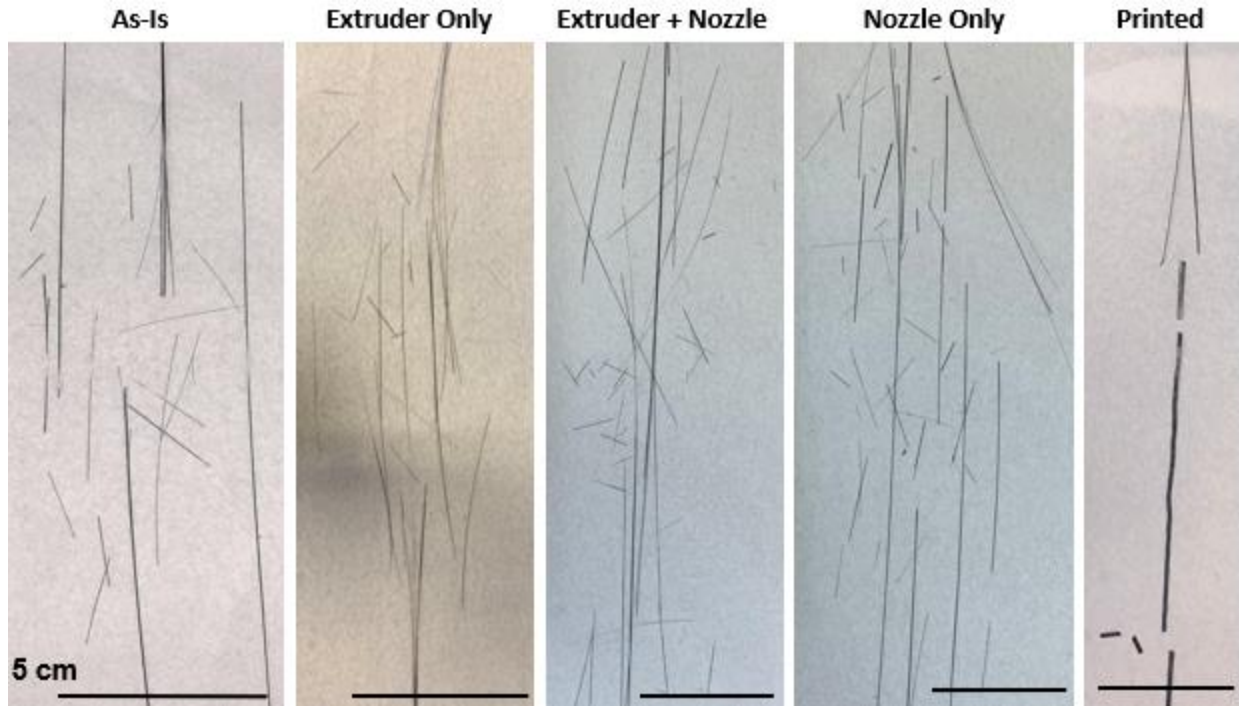 As-Is
Extruder Only
Extruder + Nozzle
Nozzle Only
Printed
5 cm